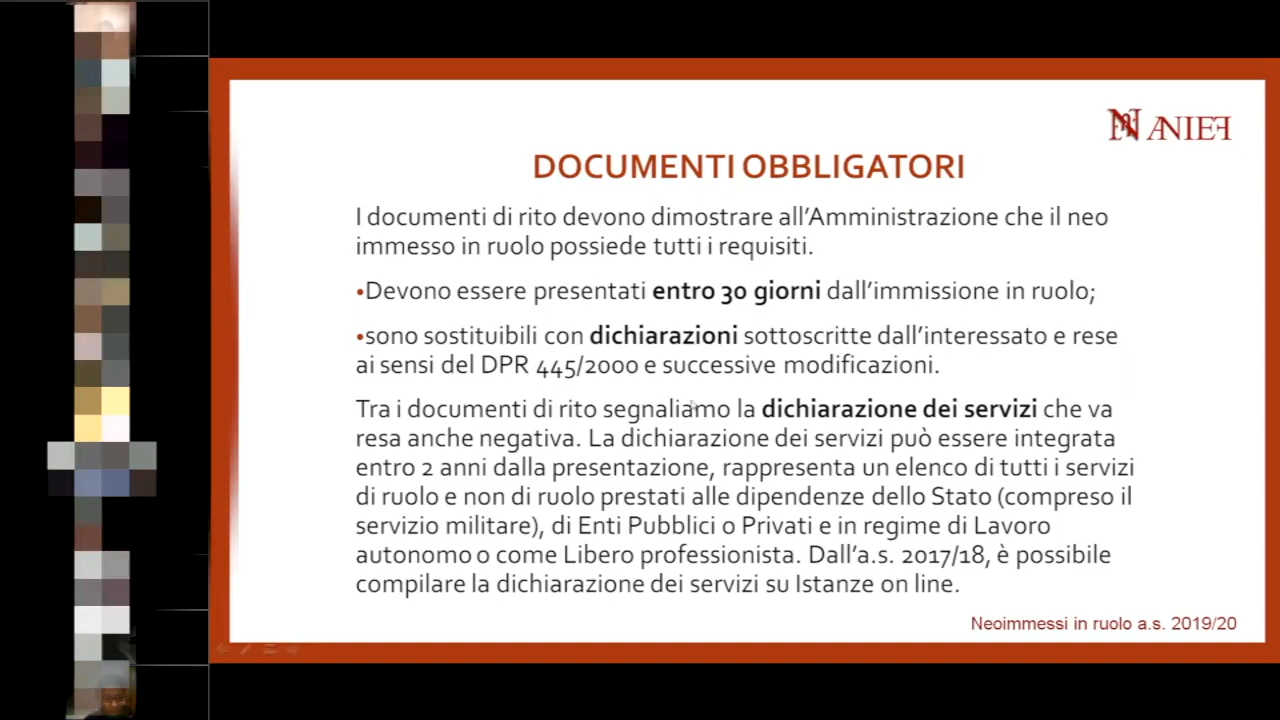 ANIEF
DOCUMENTI OBBLIGATORI
I documenti di rito devono dimostrare all'Amministrazione che il neo
immesso in ruolo possiede tutti i requisiti.
•Devono essere presentati entro 30 giorni dall'immissione in ruolo;
•sono sostituibili con dichiarazioni sottoscritte dall'interessato e rese
ai sensi del DPR 445/2000 e successive modificazioni.
Tra i documenti di rito segnaliamo la dichiarazione dei servizi che va
resa anche negativa. La dichiarazione dei servizi può essere integrata
entro 2 anni dalla presentazione, rappresenta un elenco di tutti i servizi
di ruolo e non di ruolo prestati alle dipendenze dello Stato (compreso il
servizio militare), di Enti Pubblici o Privati e in regime di Lavoro
autonomo o come Libero professionista. Dall'a.s. 2017/18, è possibile
compilare la dichiarazione dei servizi su Istanze on line.
Neoimmessi in ruolo a.s. 2019/20